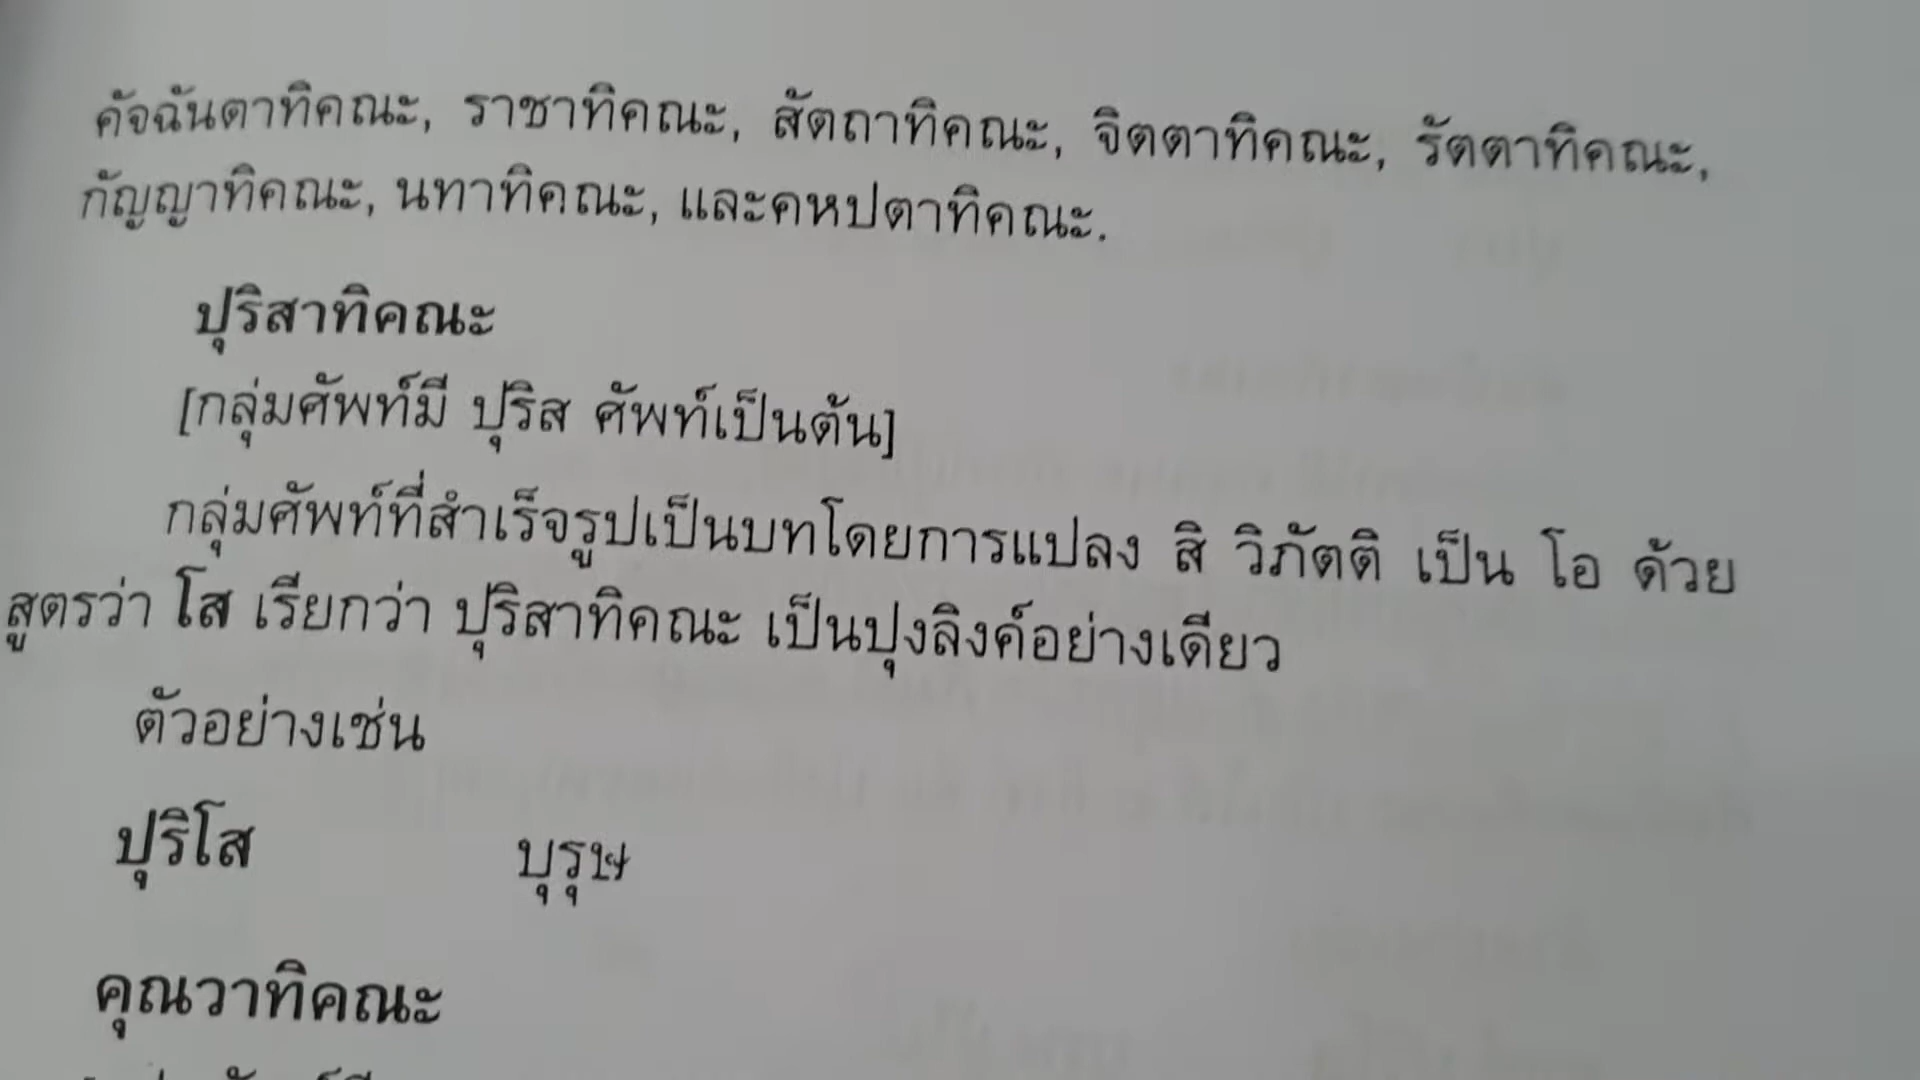 คัจฉันตาทิคณะ, ราชาทิคณะ, สัตถาทิคณะ, จิตตาทิคณะ, รัตตาทิคณะ,
กัญญาทิคณะ, นทาทิคณะ, และคหปตาทิคณะ.
ปุริสาทิคณะ
[กลุ่มศัพท์มี ปุริส ศัพท์เป็นต้น]
กลุ่มศัพท์ที่สำเร็จรูปเป็นบทโดยการแปลง สิ วิภัตติ เป็น โอ ด้วย
สูตรว่า โส เรียกว่า ปุริสาทิคณะ เป็นปุงลิงค์อย่างเดียว
ตัวอย่างเช่น
ปุริโส บุรุษ
คุณวาทิคณะ